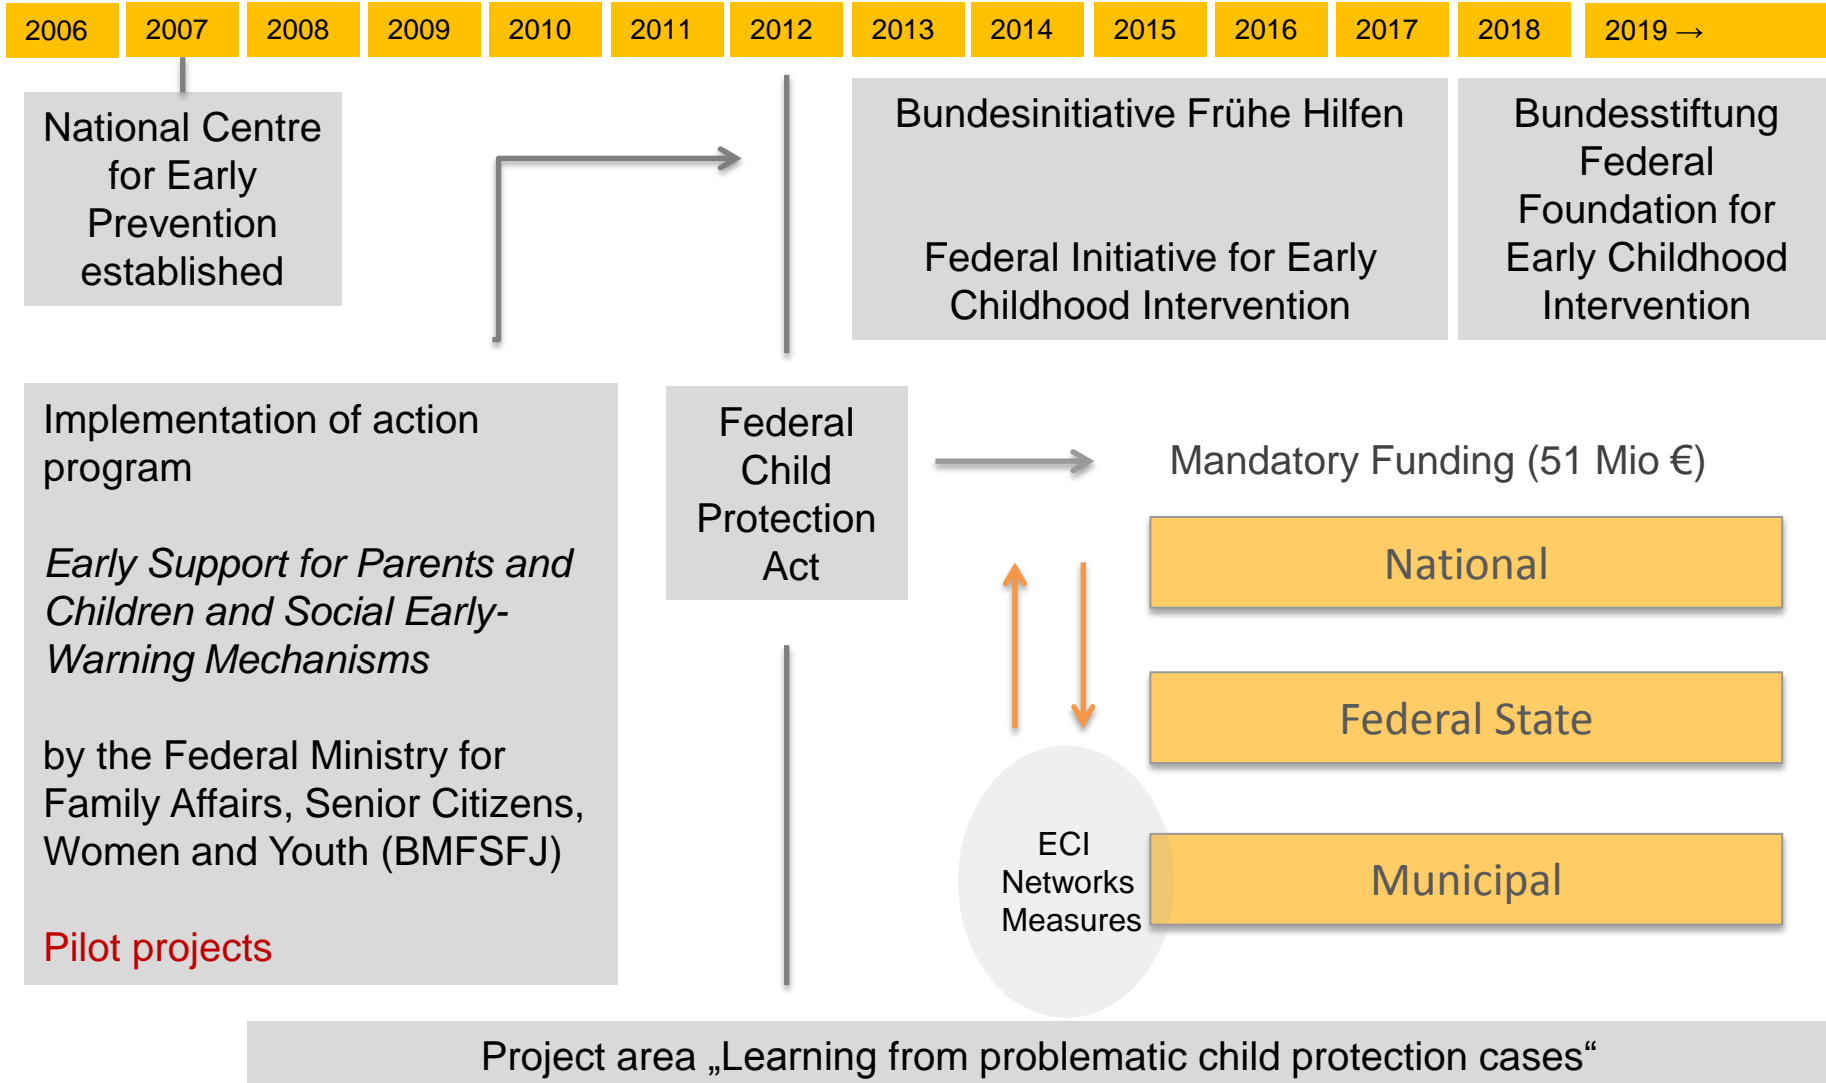 2006 2007 2008 2009 2010 2011 2012 2013 2014 2015 2016 2017 2018 2019 →
National Centre
for Early
Prevention
established
Bundesinitiative Frühe Hilfen
Federal Initiative for Early
Childhood Intervention
Bundesstiftung
Federal
Foundation for
Early Childhood
Intervention
Implementation of action
program
Early Support for Parents and
Children and Social Early-
Warning Mechanisms
by the Federal Ministry for
Family Affairs, Senior Citizens,
Women and Youth (BMFSFJ)
Pilot projects
Federal
Child
Protection
Act
Mandatory Funding (51 Mio €)
National
Federal State
Municipal
ECI
Networks
Measures
Project area „Learning from problematic child protection cases“